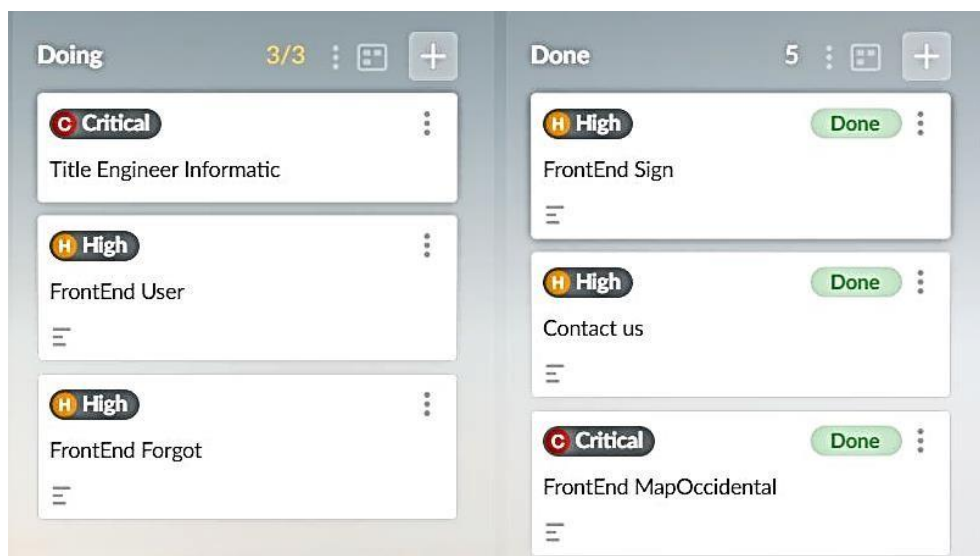 Doing 3/3
C Critical
Title Engineer Informatic
H High
FrontEnd User
H High
FrontEnd Forgot
Done 5
H High Done
FrontEnd Sign
H High Done
Contact us
C Critical Done
FrontEnd MapOccidental